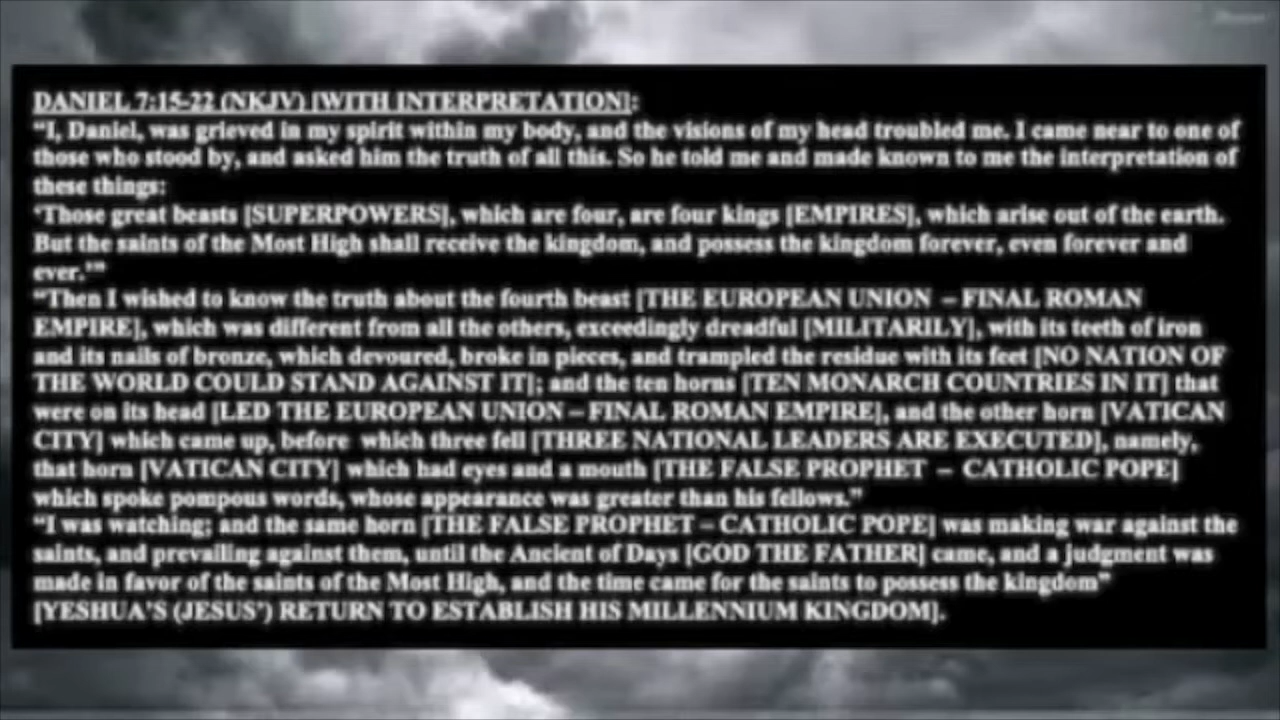 DANIEL 7:15-22 (NKJV) [WITH INTERPRETATION]:
“I, Daniel, was grieved in my spirit within my body, and the visions of my head troubled me. I came near to one of
those who stood by, and asked him the truth of all this. So he told me and made known to me the interpretation of
these things:
‘Those great beasts [SUPERPOWERS], which are four, are four kings [EMPIRES], which arise out of the earth.
But the saints of the Most High shall receive the kingdom, and possess the kingdom forever, even forever and
ever.’”
“Then I wished to know the truth about the fourth beast [THE EUROPEAN UNION – FINAL ROMAN
EMPIRE], which was different from all the others, exceedingly dreadful [MILITARILY], with its teeth of iron
and its nails of bronze, which devoured, broke in pieces, and trampled the residue with its feet [NO NATION OF
THE WORLD COULD STAND AGAINST IT]; and the ten horns [TEN MONARCH COUNTRIES IN IT] that
were on its head [LED THE EUROPEAN UNION – FINAL ROMAN EMPIRE], and the other horn [VATICAN
CITY] which came up, before which three fell [THREE NATIONAL LEADERS ARE EXECUTED], namely,
that horn [VATICAN CITY] which had eyes and a mouth [THE FALSE PROPHET – CATHOLIC POPE]
which spoke pompous words, whose appearance was greater than his fellows.”
“I was watching; and the same horn [THE FALSE PROPHET – CATHOLIC POPE] was making war against the
saints, and prevailing against them, until the Ancient of Days [GOD THE FATHER] came, and a judgment was
made in favor of the saints of the Most High, and the time came for the saints to possess the kingdom”
[YESHUA’S (JESUS’) RETURN TO ESTABLISH HIS MILLENNIUM KINGDOM].